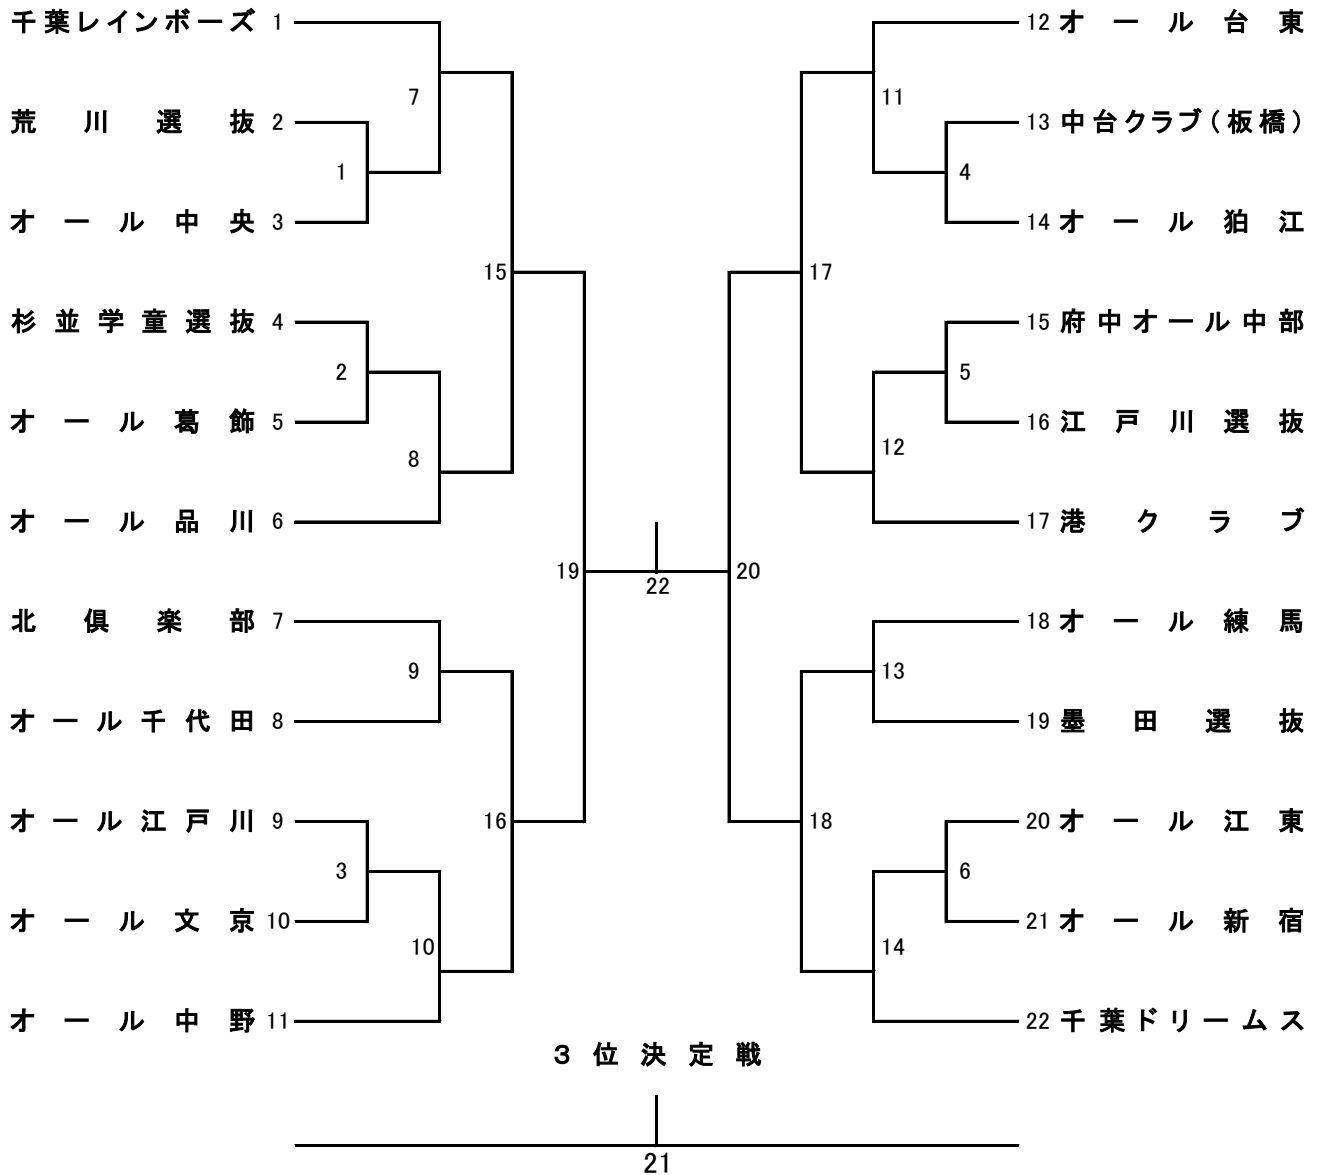 千葉レインボーズ 1
12 オール台東
7
11
荒川選抜 2
13 中台クラブ(板橋)
1
4
オール中央 3
14 オール狛江
15
17
杉並学童選抜 4
15 府中オール中部
2
5
オール葛飾 5
16 江戸川選抜
8
12
オール品川 6
17 港クラブ
19
22
20
北倶楽部 7
18 オール練馬
9
13
オール千代田 8
19 墨田選抜
オール江戸川 9
16
18
20 オール江東
3
6
オール文京 10
21 オール新宿
10
14
オール中野 11
22 千葉ドリームス
3位決定戦
21